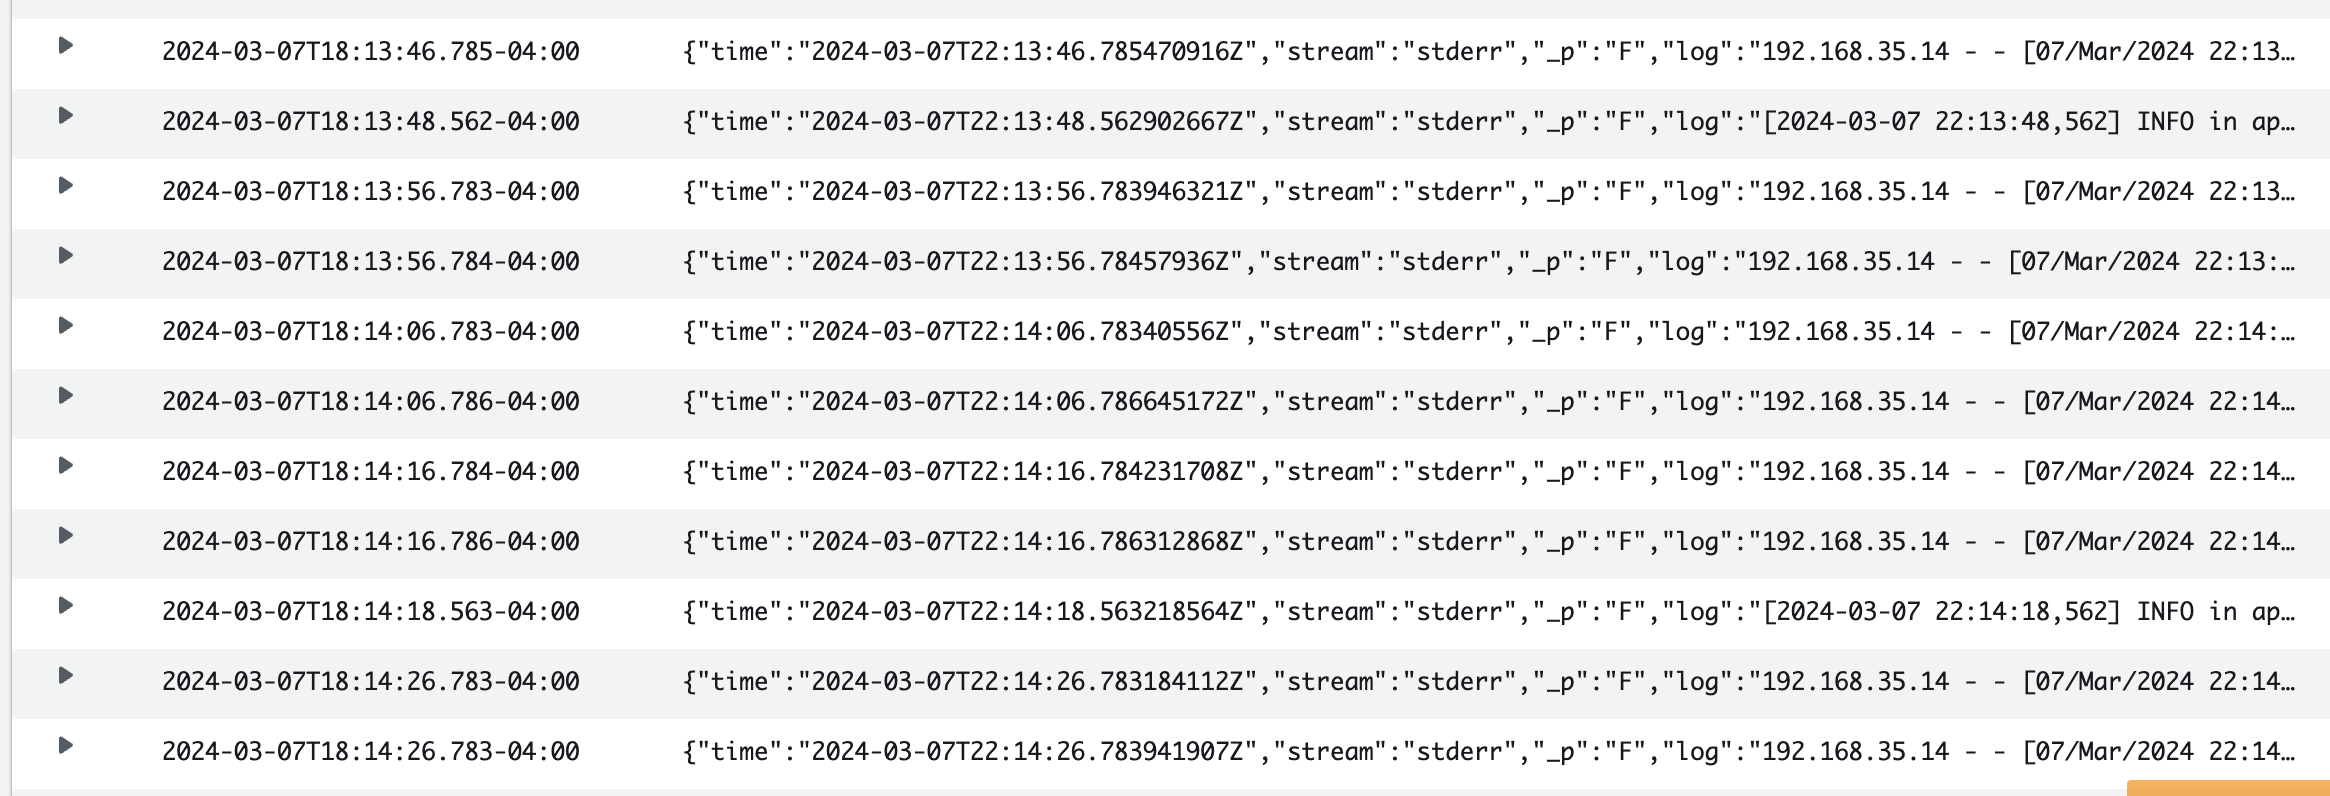 2024-03-07T18:13:46.785-04:00 {"time":"2024-03-07T22:13:46.785470916Z","stream":"stderr","_p":"F","log":"192.168.35.14 - - [07/Mar/2024 22:13…
2024-03-07T18:13:48.562-04:00 {"time":"2024-03-07T22:13:48.562902667Z","stream":"stderr","_p":"F","log":"[2024-03-07 22:13:48,562] INFO in ap…
2024-03-07T18:13:56.783-04:00 {"time":"2024-03-07T22:13:56.783946321Z","stream":"stderr","_p":"F","log":"192.168.35.14 - - [07/Mar/2024 22:13…
2024-03-07T18:13:56.784-04:00 {"time":"2024-03-07T22:13:56.78457936Z","stream":"stderr","_p":"F","log":"192.168.35.14 - - [07/Mar/2024 22:13:…
2024-03-07T18:14:06.783-04:00 {"time":"2024-03-07T22:14:06.78340556Z","stream":"stderr","_p":"F","log":"192.168.35.14 - - [07/Mar/2024 22:14:…
2024-03-07T18:14:06.786-04:00 {"time":"2024-03-07T22:14:06.786645172Z","stream":"stderr","_p":"F","log":"192.168.35.14 - - [07/Mar/2024 22:14…
2024-03-07T18:14:16.784-04:00 {"time":"2024-03-07T22:14:16.784231708Z","stream":"stderr","_p":"F","log":"192.168.35.14 - - [07/Mar/2024 22:14…
2024-03-07T18:14:16.786-04:00 {"time":"2024-03-07T22:14:16.786312868Z","stream":"stderr","_p":"F","log":"192.168.35.14 - - [07/Mar/2024 22:14…
2024-03-07T18:14:18.563-04:00 {"time":"2024-03-07T22:14:18.563218564Z","stream":"stderr","_p":"F","log":"[2024-03-07 22:14:18,562] INFO in ap…
2024-03-07T18:14:26.783-04:00 {"time":"2024-03-07T22:14:26.783184112Z","stream":"stderr","_p":"F","log":"192.168.35.14 - - [07/Mar/2024 22:14…
2024-03-07T18:14:26.783-04:00 {"time":"2024-03-07T22:14:26.783941907Z","stream":"stderr","_p":"F","log":"192.168.35.14 - - [07/Mar/2024 22:14…